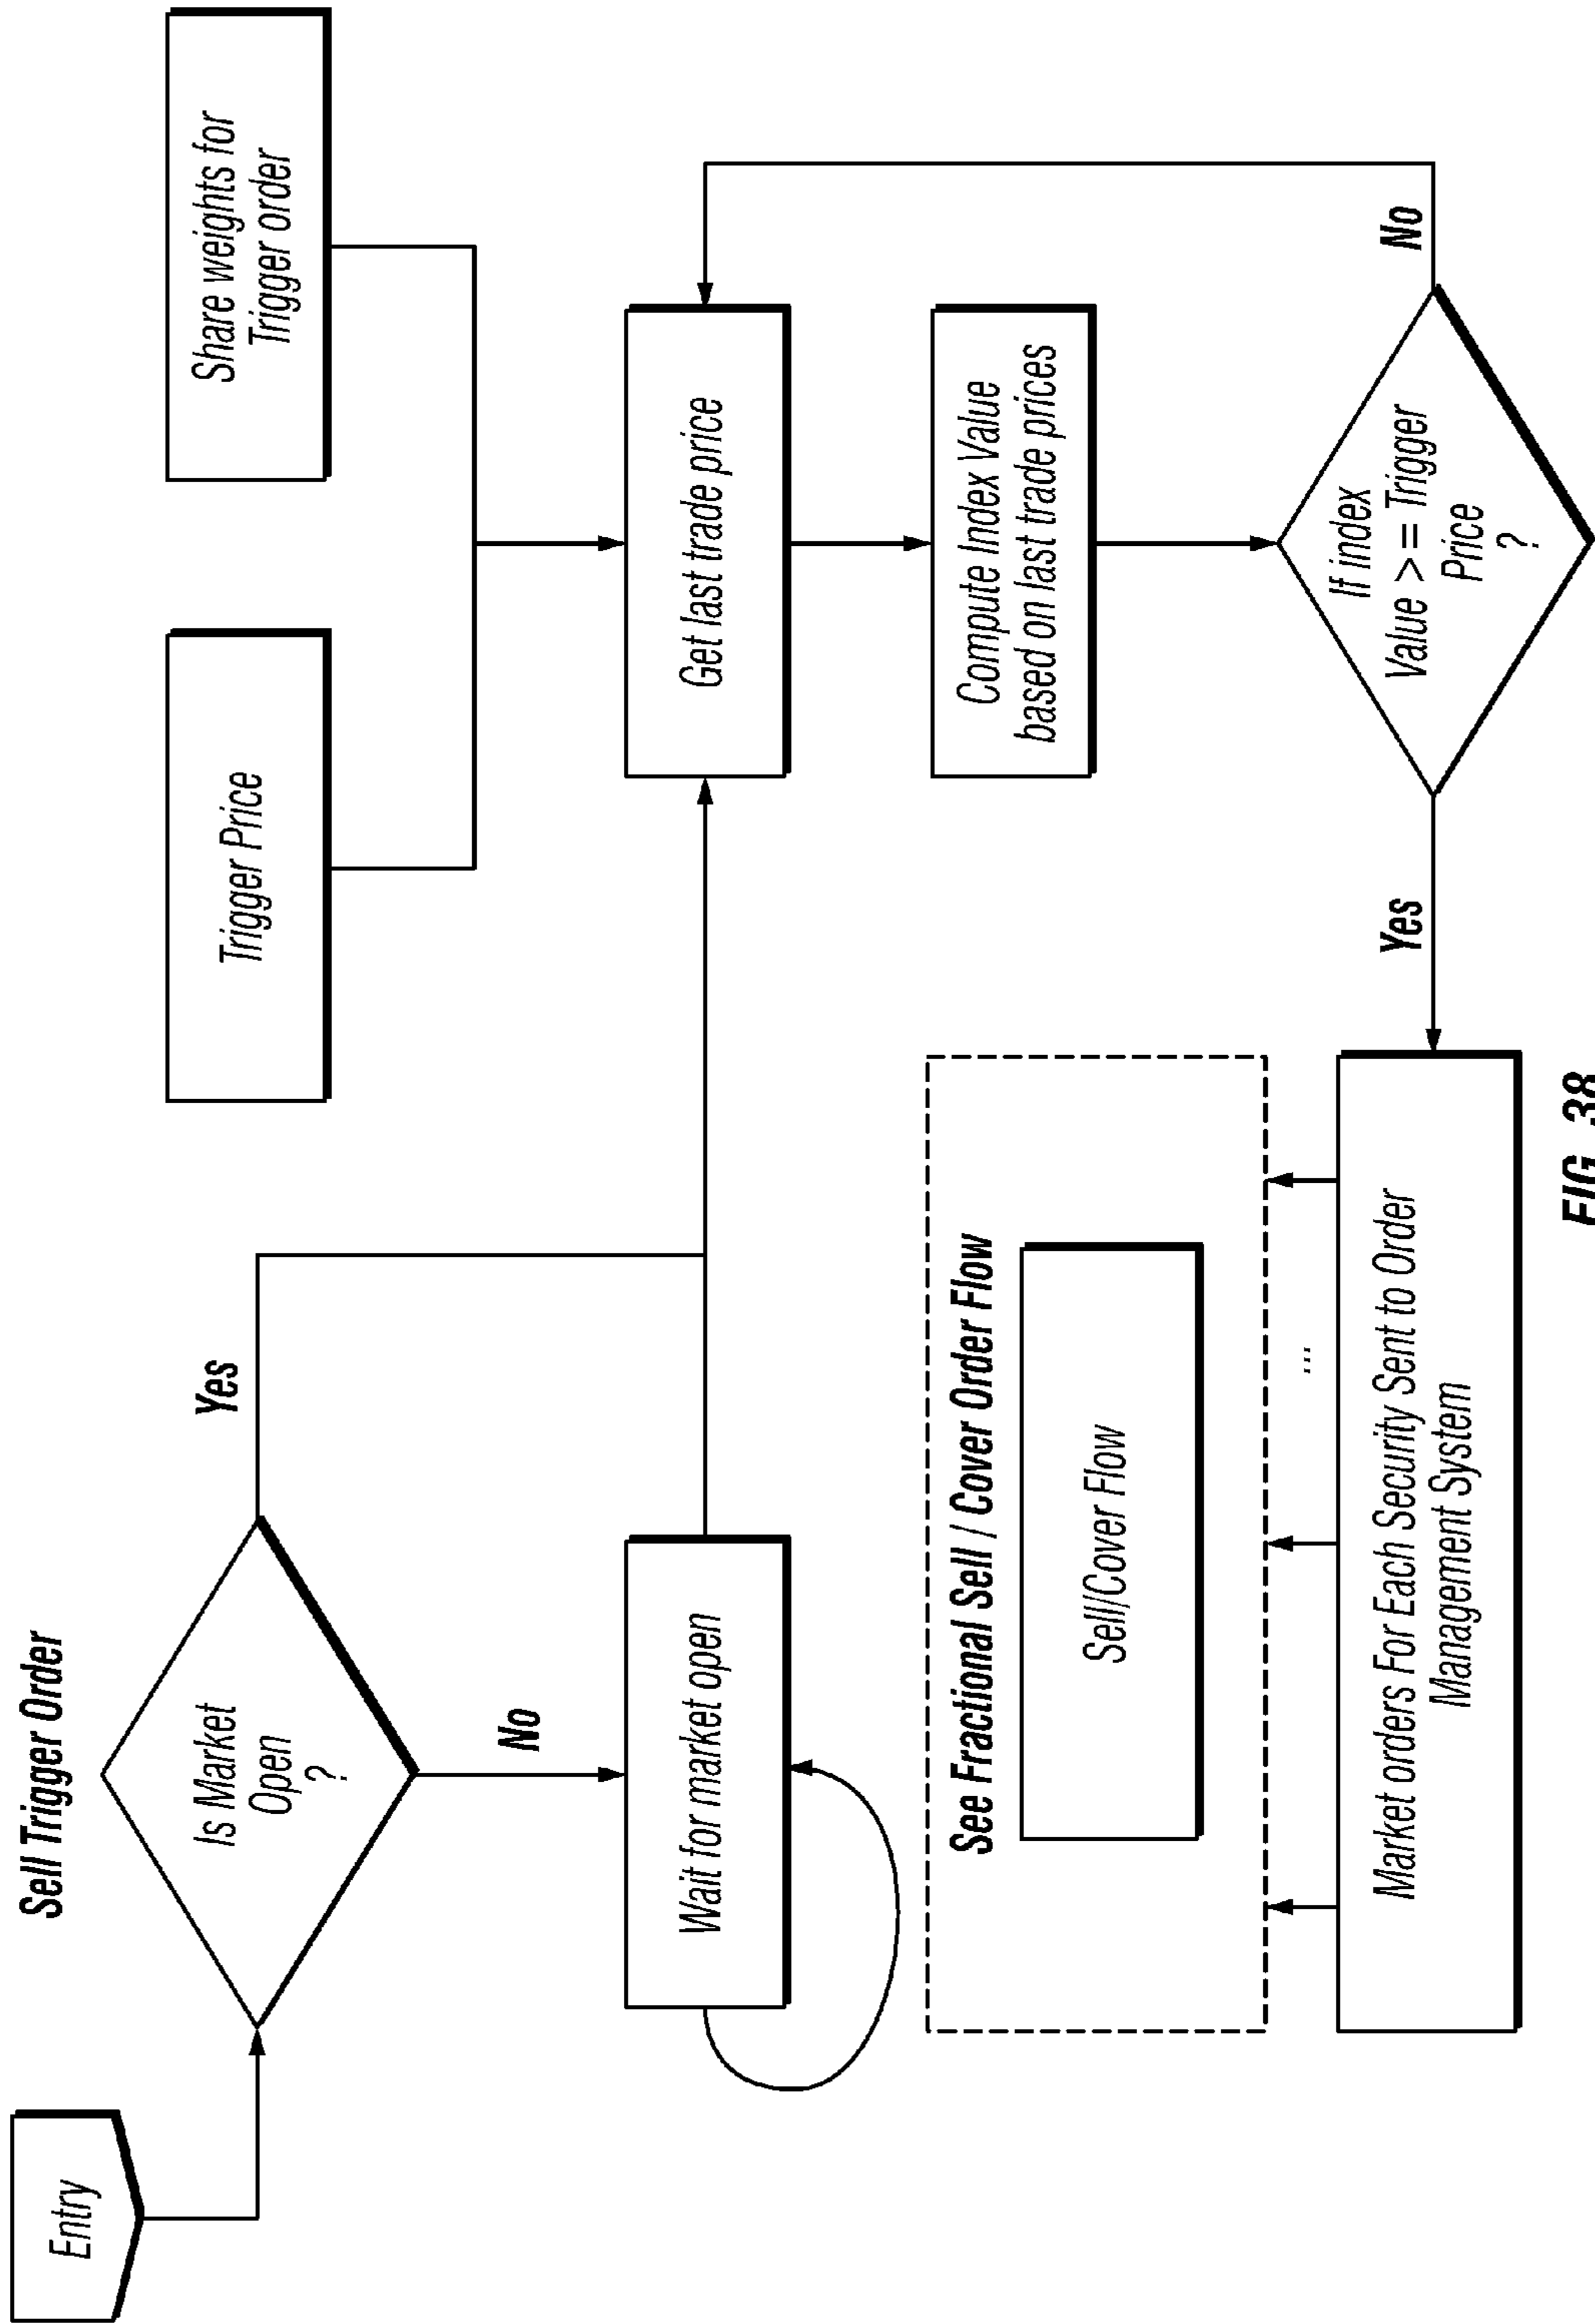 Sell Trigger Order
Entry
Is Market
Open
?
Yes
No
Wait for market open
Trigger Price
Share weights for
Trigger order
Get last trade price
Compute Index Value
based on last trade prices
If index
Value >= Trigger
Price
?
No
Yes
See Fractional Sell / Cover Order Flow
Sell/Cover Flow
...
Market orders For Each Security Sent to Order
Management System
FIG. 38